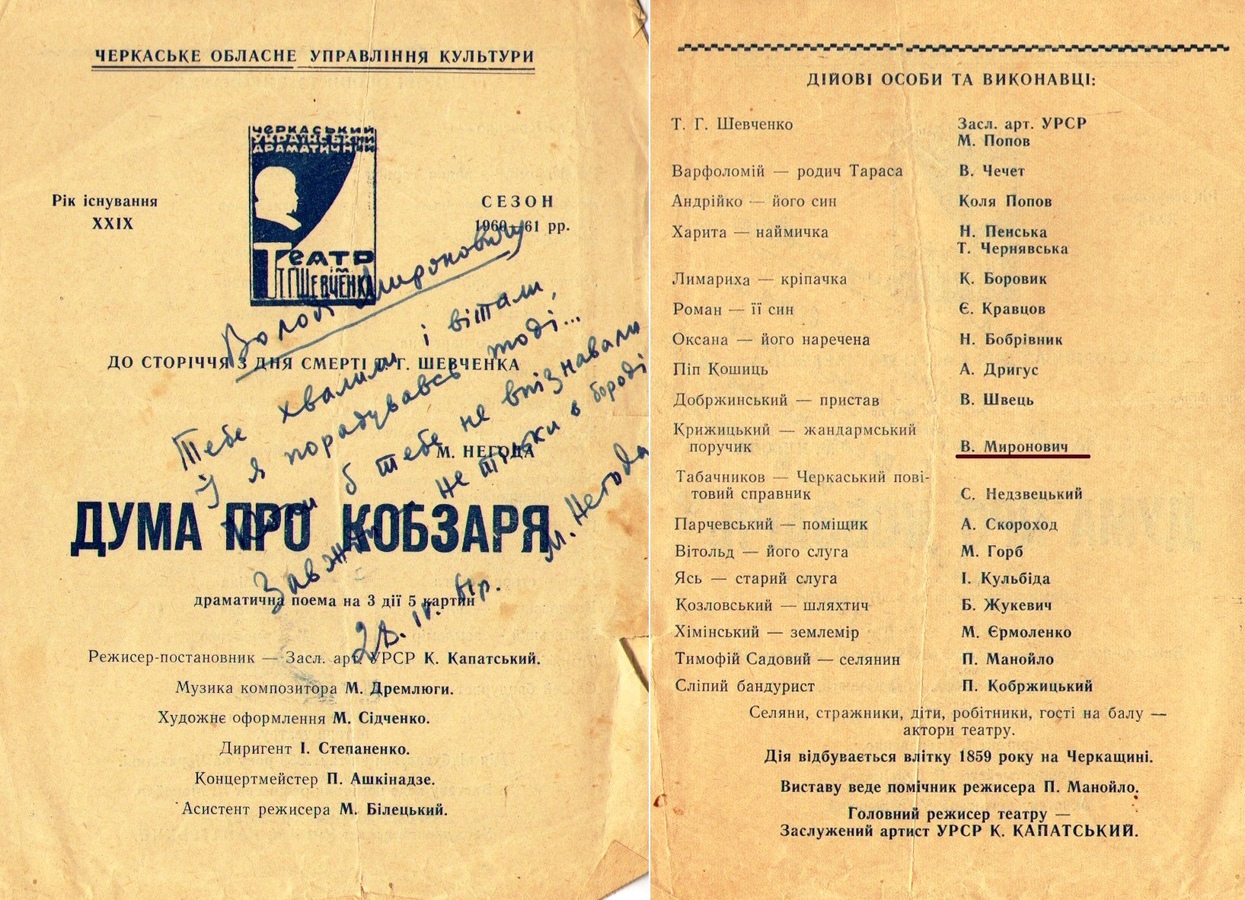 ЧЕРКАСЬКЕ ОБЛАСНЕ УПРАВЛІННЯ КУЛЬТУРИ
ЧЕРКАСЬКИЙ
УКРАЇНСЬКИЙ
ДРАМАТИЧНИЙ
ТЕАТР
Т.Г. ШЕВЧЕНКА
Рік існування
XXIX
СЕЗОН
1960—61 рр.
Володі Мироновичу
ДО СТОРІЧЧЯ З ДНЯ СМЕРТІ Т. Г. ШЕВЧЕНКА
Тебе хвалили і вітали,
Й я порадувавсь тоді...
б тебе не впізнавали
Завжди не тільки в бороді
М. Негода
28. IV. 61р.
М. НЕГОДА
ДУМА ПРО КОБЗАРЯ
драматична поема на 3 дії 5 картин
Режисер-постановник — Засл. арт. УРСР К. Капатський.
Музика композитора М. Дремлюги.
Художнє оформлення М. Сідченко.
Диригент І. Степаненко.
Концертмейстер П. Ашкінадзе.
Асистент режисера М. Білецький.
ДІЙОВІ ОСОБИ ТА ВИКОНАВЦІ:
Т. Г. Шевченко Засл. арт. УРСР
М. Попов
Варфоломій — родич Тараса В. Чечет
Андрійко — його син Коля Попов
Харита — наймичка Н. Пенська
Т. Чернявська
Лимариха — кріпачка К. Боровик
Роман — її син Є. Кравцов
Оксана — його наречена Н. Бобрівник
Піп Кошиць А. Дригус
Добржинський — пристав В. Швець
Крижицький — жандармський
поручик В. Миронович
Табачников — Черкаський пові-
товий справник С. Недзвецький
Парчевський — поміщик А. Скороход
Вітольд — його слуга М. Горб
Ясь — старий слуга І. Кульбіда
Козловський — шляхтич Б. Жукевич
Хімінський — землемір М. Єрмоленко
Тимофій Садовий — селянин П. Манойло
Сліпий бандурист П. Кобржицький
Селяни, стражники, діти, робітники, гості на балу —
актори театру.
Дія відбувається влітку 1859 року на Черкащині.
Виставу веде помічник режисера П. Манойло.
Головний режисер театру —
Заслужений артист УРСР К. КАПАТСЬКИЙ.